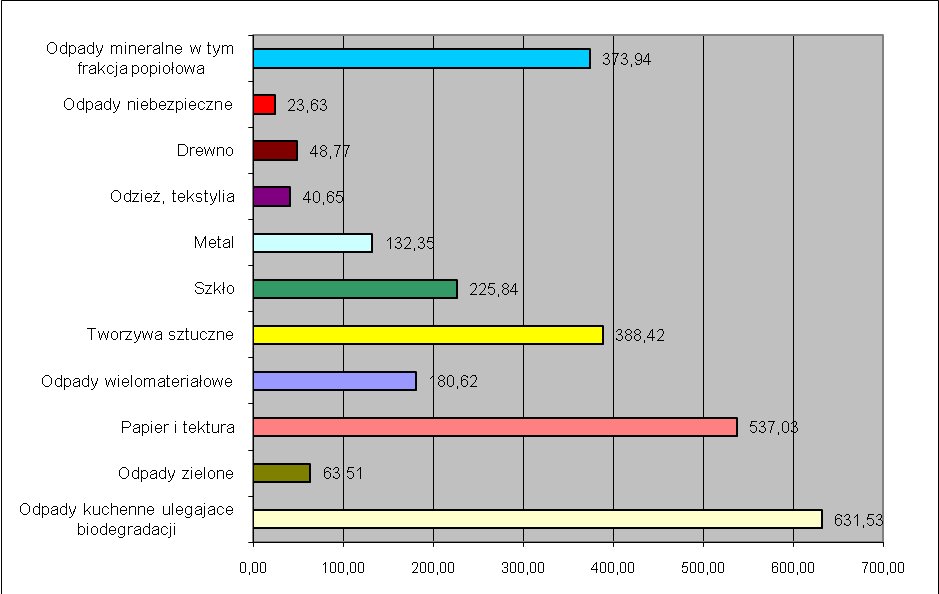 Odpady mineralne w tym
frakcja popiołowa
373,94
Odpady niebezpieczne
23,63
Drewno
48,77
Odzież, tekstylia
40,65
Metal
132,35
Szkło
225,84
Tworzywa sztuczne
388,42
Odpady wielomateriałowe
180,62
Papier i tektura
537,03
Odpady zielone
63,51
Odpady kuchenne ulegajace
biodegradacji
631,53
0,00 100,00 200,00 300,00 400,00 500,00 600,00 700,00